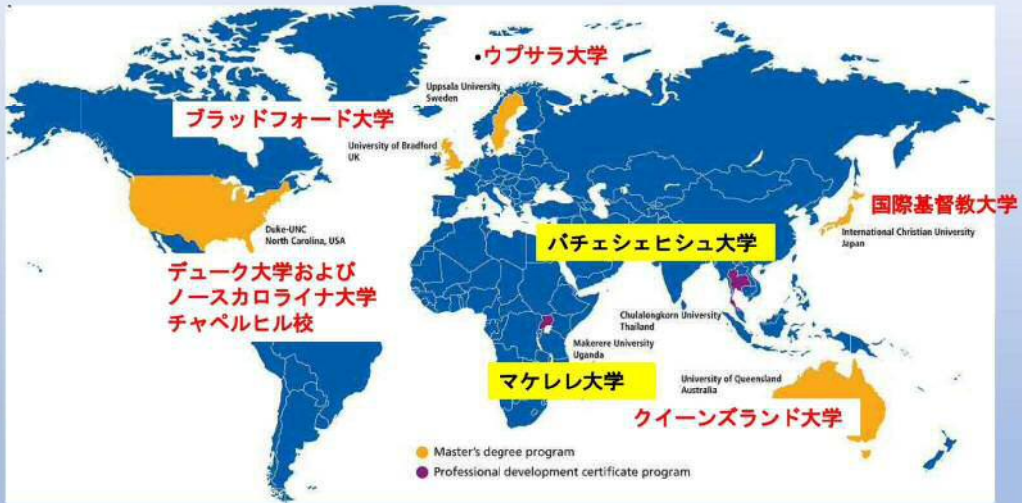 ・ウプサラ大学
Uppsala University
Sweden
ブラッドフォード大学
University of Bradford
UK
国際基督教大学
International Christian University
Japan
Duke-UNC
North Carolina, USA
バチェシェヒシュ大学
デューク大学および
ノースカロライナ大学
チャペルヒル校
Chulalongkorn University
Thailand
Makerere University
Uganda
マケレレ大学
University of Queensland
Australia
クイーンズランド大学
Master's degree program
Professional development certificate program